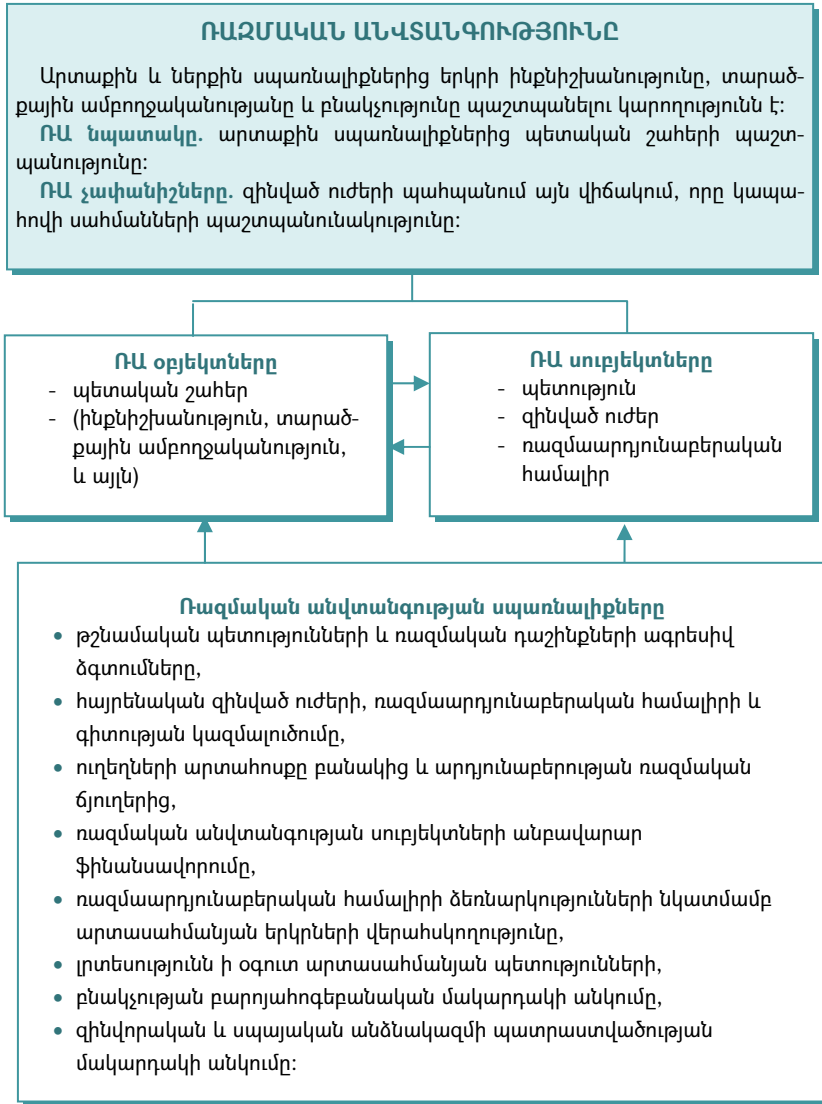 ՌԱԶՄԱԿԱՆ ԱՆՎՏԱՆԳՈՒԹՅՈՒՆԸ
Արտաքին և ներքին սպառնալիքներից երկրի ինքնիշխանությունը, տարած-
քային ամբողջականությանը և բնակչությունը պաշտպանելու կարողությունն է:
ՌԱ նպատակը. արտաքին սպառնալիքներից պետական շահերի պաշտ-
պանությունը:
ՌԱ չափանիշները. զինված ուժերի պահպանում այն վիճակում, որը կապա-
հովի սահմանների պաշտպանունակությունը:
ՌԱ օբյեկտները
- պետական շահեր
- (ինքնիշխանություն, տարած-
քային ամբողջականություն,
և այլն)
ՌԱ սուբյեկտները
- պետություն
- զինված ուժեր
- ռազմաարդյունաբերական
համալիր
Ռազմական անվտանգության սպառնալիքները
• թշնամական պետությունների և ռազմական դաշինքների ագրեսիվ
ձգտումները,
• հայրենական զինված ուժերի, ռազմաարդյունաբերական համալիրի և
գիտության կազմալուծումը,
• ուղեղների արտահոսքը բանակից և արդյունաբերության ռազմական
ճյուղերից,
• ռազմական անվտանգության սուբյեկտների անբավարար
ֆինանսավորումը,
• ռազմաարդյունաբերական համալիրի ձեռնարկությունների նկատմամբ
արտասահմանյան երկրների վերահսկողությունը,
• լրտեսությունն ի օգուտ արտասահմանյան պետությունների,
• բնակչության բարոյահոգեբանական մակարդակի անկումը,
• զինվորական և սպայական անձնակազմի պատրաստվածության
մակարդակի անկումը: